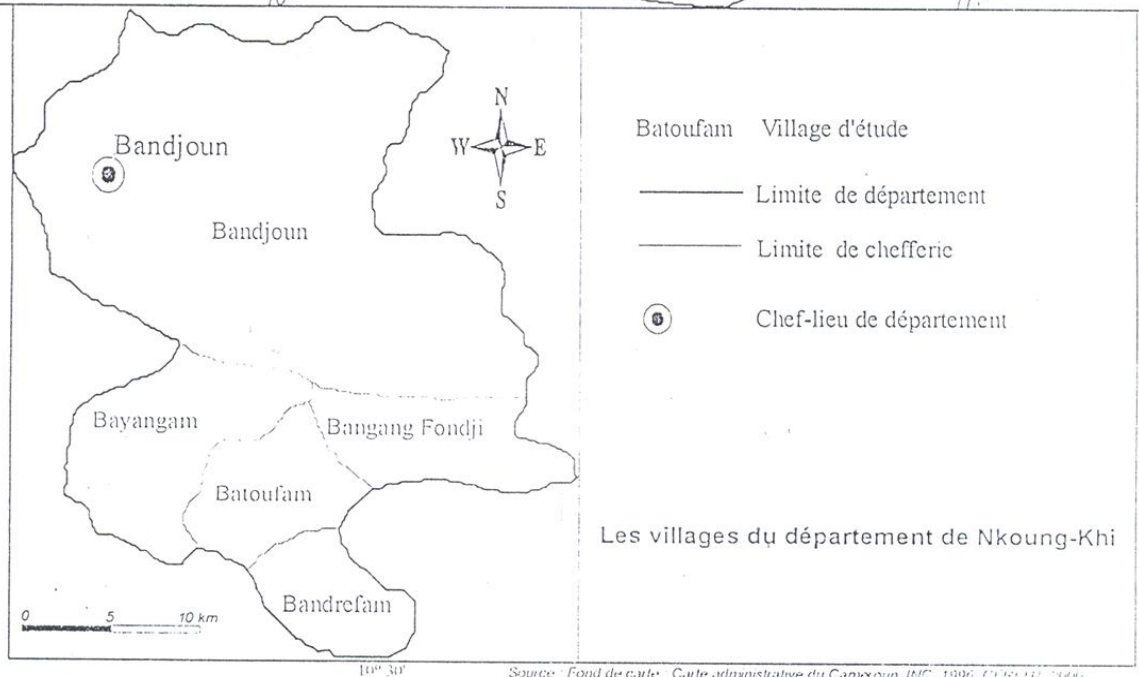 Bandjoun
Bandjoun
Bayangam
Bangang Fondji
Batoufam
Bandrefam
N
W E
S
0 5 10 km
Batoufam Village d'étude
Limite de département
Limite de chefferie
Chef-lieu de département
Les villages du département de Nkoung-Khi
10° 30'
Source : Fond de carte : Carte administrative du Cameroun, INC, 1996